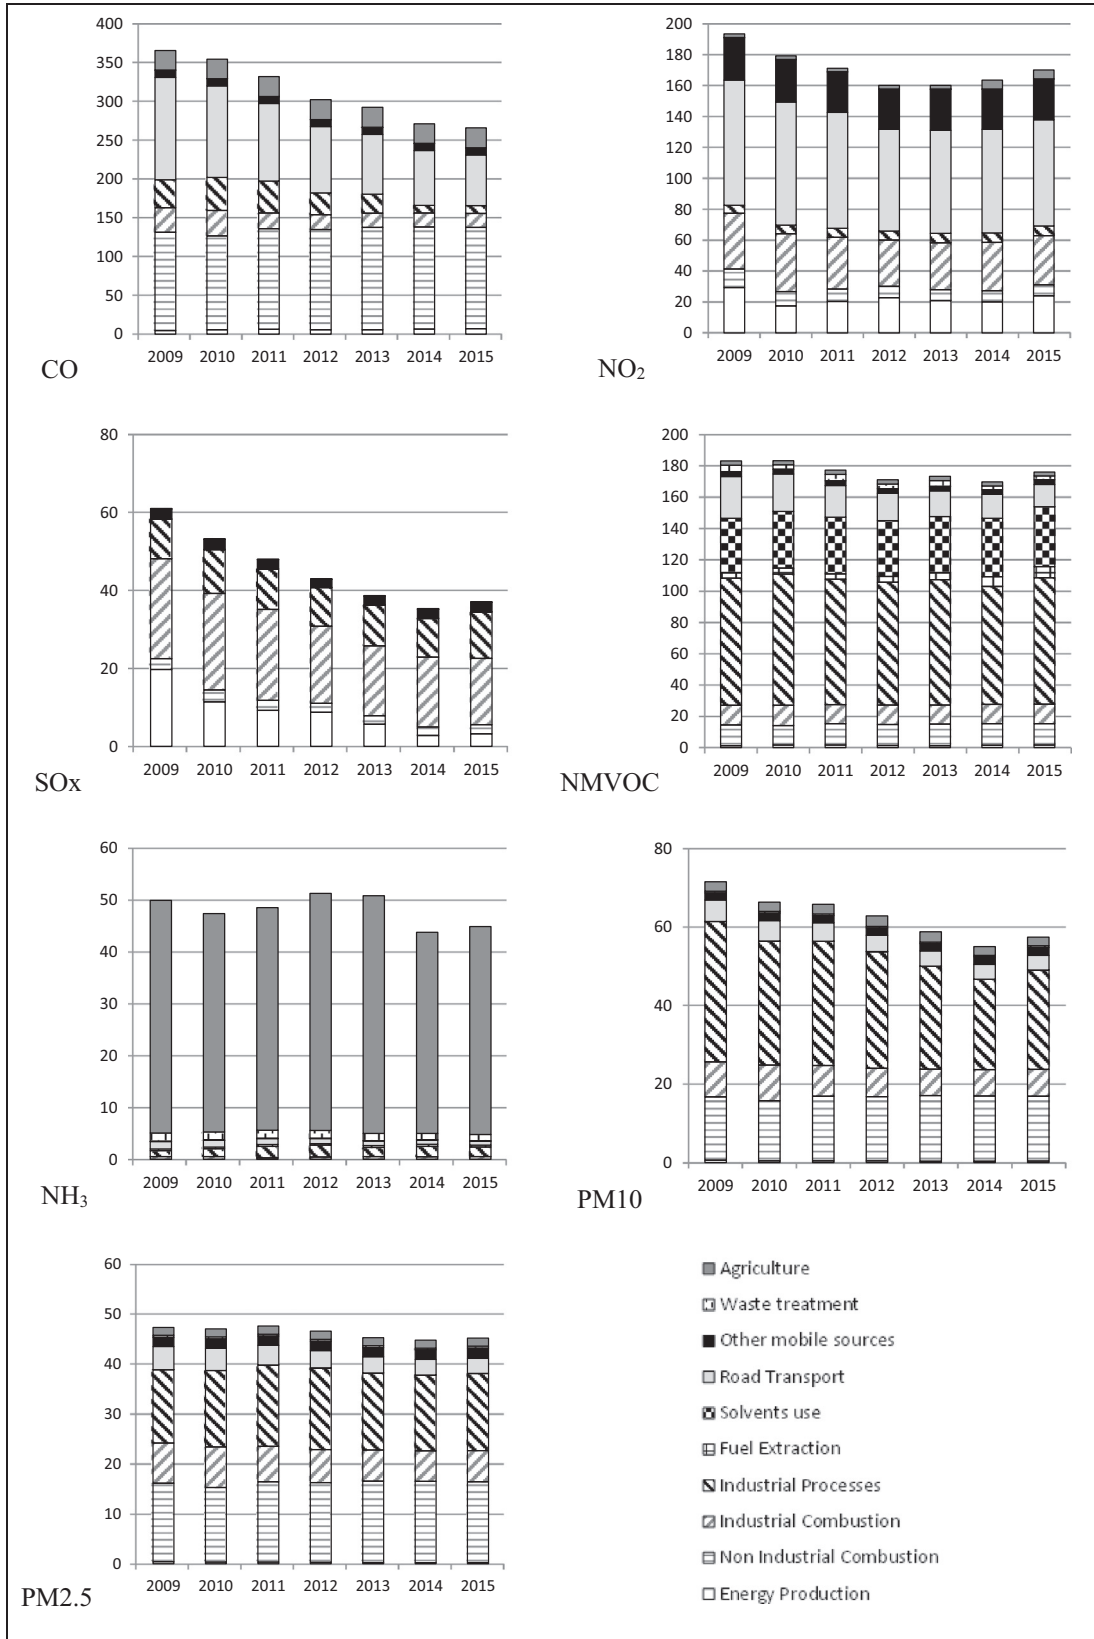 400
350
300
250
200
150
100
50
0
2009 2010 2011 2012 2013 2014 2015
CO
200
180
160
140
120
100
80
60
40
20
0
2009 2010 2011 2012 2013 2014 2015
NO₂
80
60
40
20
0
2009 2010 2011 2012 2013 2014 2015
SOx
200
180
160
140
120
100
80
60
40
20
0
2009 2010 2011 2012 2013 2014 2015
NMVOC
60
50
40
30
20
10
0
2009 2010 2011 2012 2013 2014 2015
NH₃
80
60
40
20
0
2009 2010 2011 2012 2013 2014 2015
PM10
60
50
40
30
20
10
0
2009 2010 2011 2012 2013 2014 2015
PM2.5
Agriculture
Waste treatment
Other mobile sources
Road Transport
Solvents use
Fuel Extraction
Industrial Processes
Industrial Combustion
Non Industrial Combustion
Energy Production